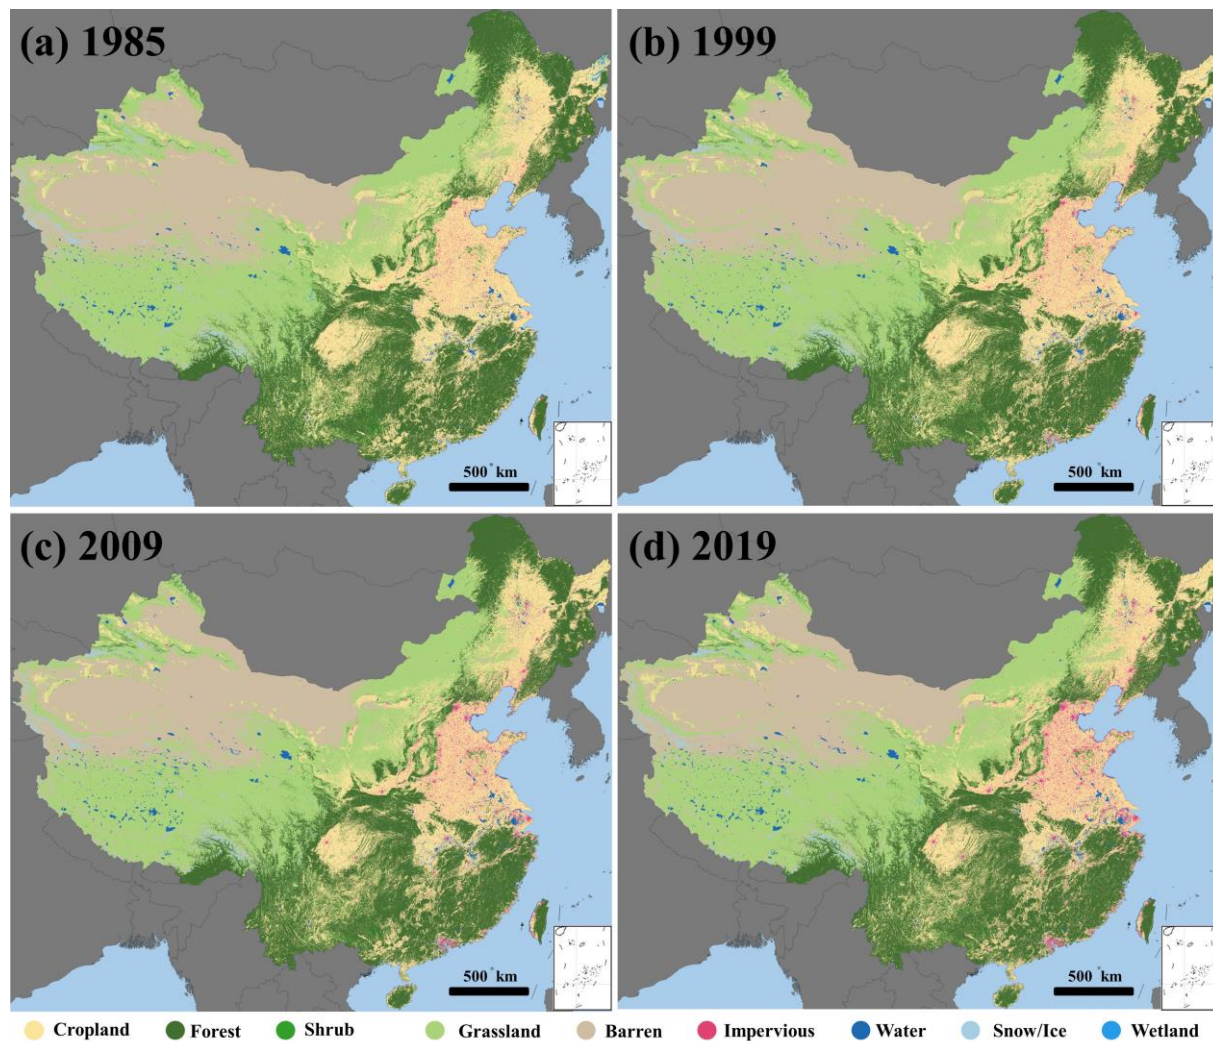 (a) 1985
(b) 1999
500 km
500 km
(c) 2009
(d) 2019
500 km
500 km
Cropland Forest Shrub Grassland Barren Impervious Water Snow/Ice Wetland